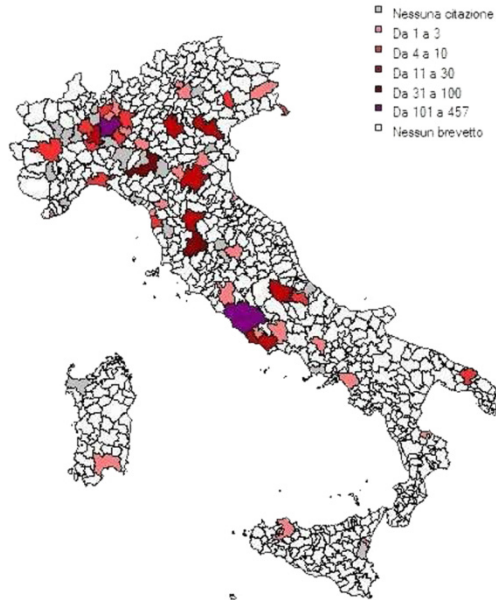 Nessuna citazione
Da 1 a 3
Da 4 a 10
Da 11 a 30
Da 31 a 100
Da 101 a 457
Nessun brevetto